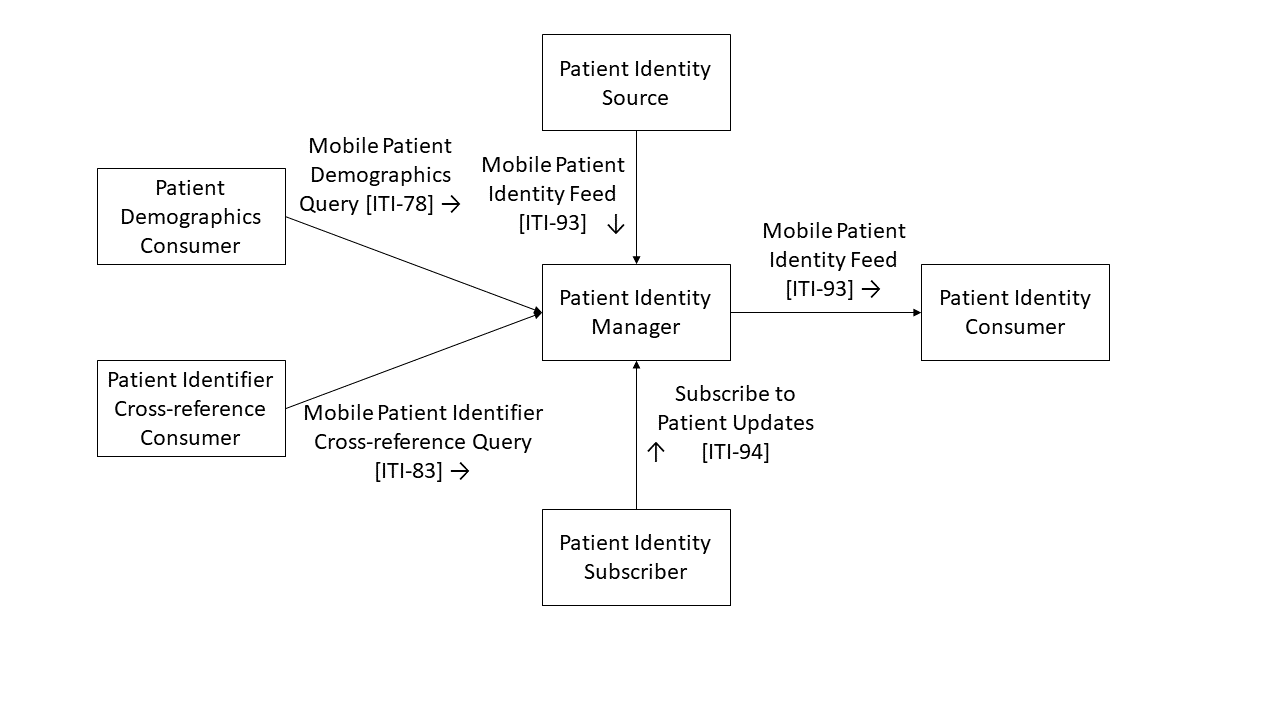 Patient Identity
Source
Mobile Patient
Demographics
Query [ITI-78] →
Mobile Patient
Identity Feed
[ITI-93] ↓
Patient
Demographics
Consumer
Mobile Patient
Identity Feed
[ITI-93] →
Patient Identity
Manager
Patient Identity
Consumer
Patient Identifier
Cross-reference
Consumer
Mobile Patient Identifier
Cross-reference Query
[ITI-83] →
Subscribe to
Patient Updates
↑ [ITI-94]
Patient Identity
Subscriber